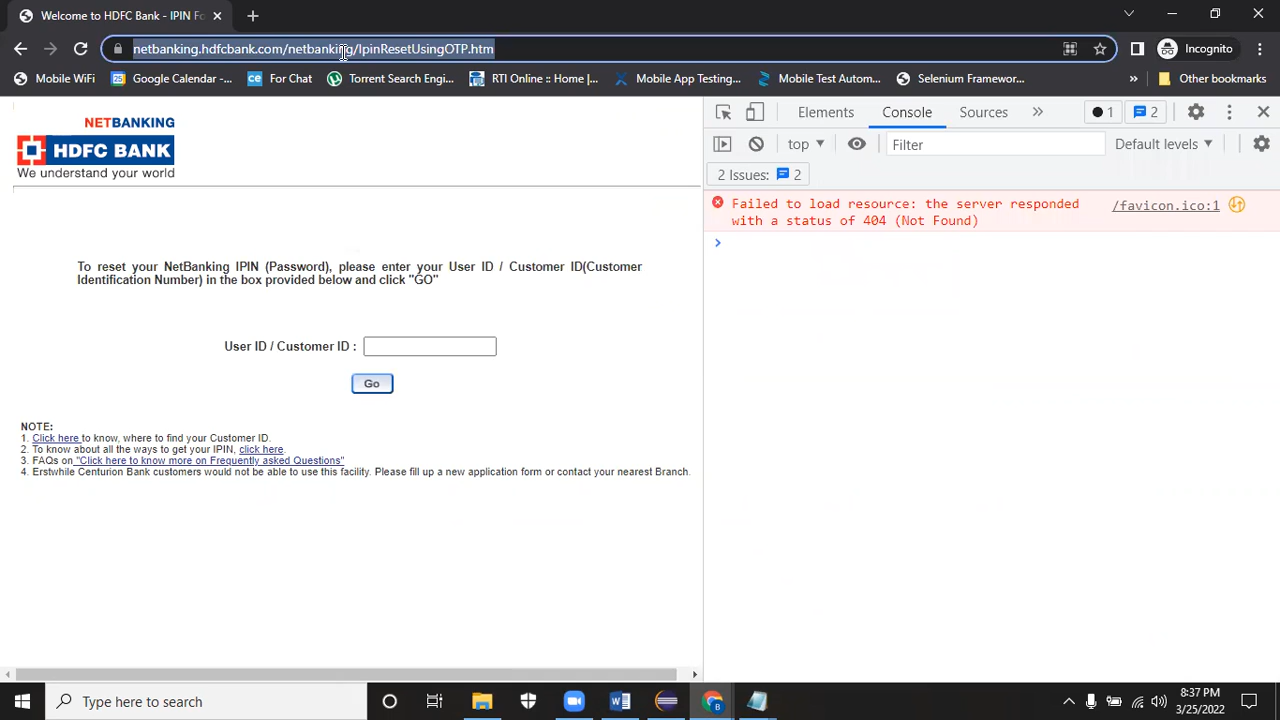 Welcome to HDFC Bank - IPIN Fo
netbanking.hdfcbank.com/netbanking/IpinResetUsingOTP.htm
Incognito
Mobile WiFi
Google Calendar -...
ce For Chat
Torrent Search Engi...
RTI Online :: Home |...
Mobile App Testing...
Mobile Test Autom...
Selenium Framewor...
»
Other bookmarks
NETBANKING
HDFC BANK
We understand your world
To reset your NetBanking IPIN (Password), please enter your User ID / Customer ID(Customer
Identification Number) in the box provided below and click "GO"
User ID / Customer ID :
Go
NOTE:
1. Click here to know, where to find your Customer ID.
2. To know about all the ways to get your IPIN, click here.
3. FAQs on "Click here to know more on Frequently asked Questions"
4. Erstwhile Centurion Bank customers would not be able to use this facility. Please fill up a new application form or contact your nearest Branch.
Elements
Console
Sources
»
1
2
top
Filter
Default levels
2 Issues: 2
Failed to load resource: the server responded
with a status of 404 (Not Found)
/favicon.ico:1
Type here to search
8:37 PM
3/25/2022